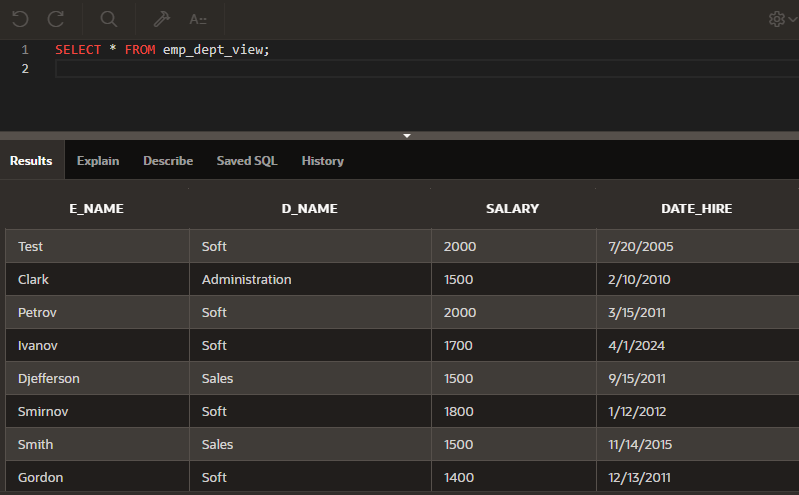 A::
1 SELECT * FROM emp_dept_view;
2
Results Explain Describe Saved SQL History
E_NAME D_NAME SALARY DATE_HIRE
Test Soft 2000 7/20/2005
Clark Administration 1500 2/10/2010
Petrov Soft 2000 3/15/2011
Ivanov Soft 1700 4/1/2024
Djefferson Sales 1500 9/15/2011
Smirnov Soft 1800 1/12/2012
Smith Sales 1500 11/14/2015
Gordon Soft 1400 12/13/2011